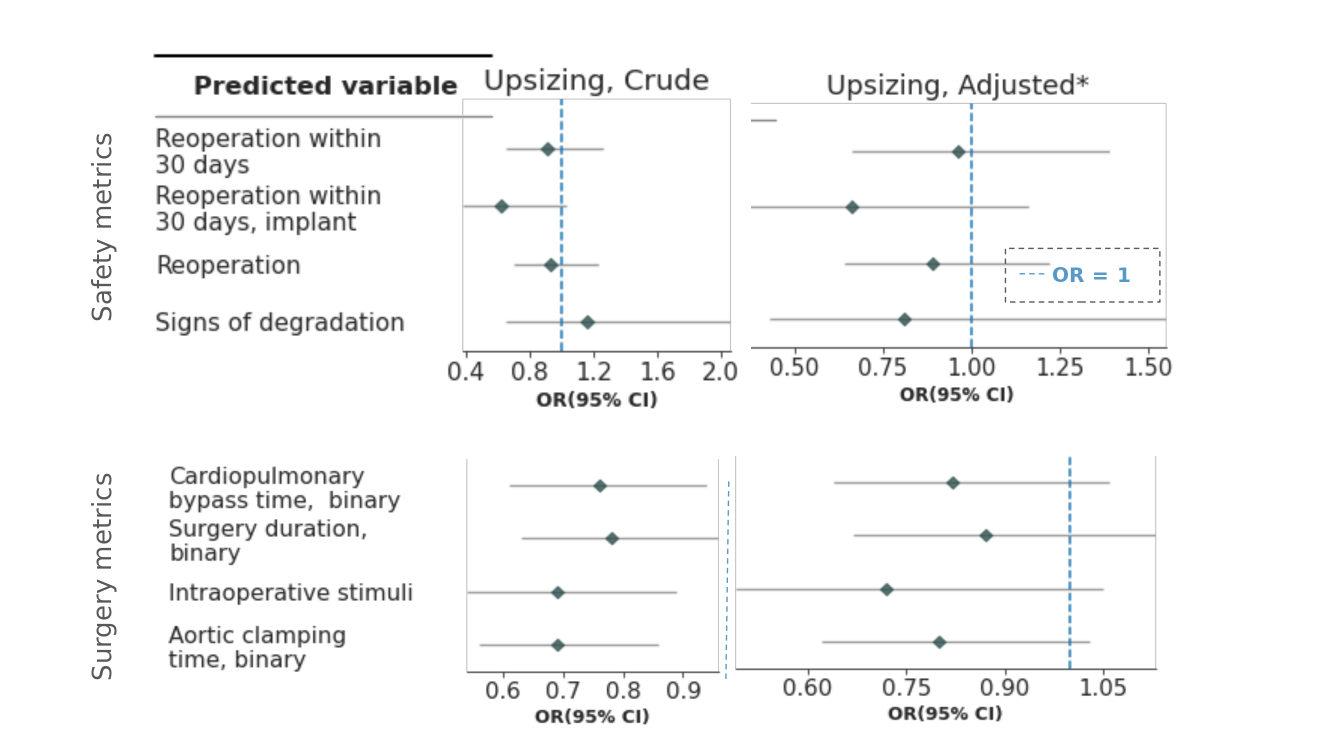 Predicted variable
Upsizing, Crude
Upsizing, Adjusted*
Safety metrics
Reoperation within
30 days
Reoperation within
30 days, implant
Reoperation
Signs of degradation
OR = 1
0.4 0.8 1.2 1.6 2.0
OR(95% CI)
0.50 0.75 1.00 1.25 1.50
OR(95% CI)
Surgery metrics
Cardiopulmonary
bypass time, binary
Surgery duration,
binary
Intraoperative stimuli
Aortic clamping
time, binary
0.6 0.7 0.8 0.9
OR(95% CI)
0.60 0.75 0.90 1.05
OR(95% CI)